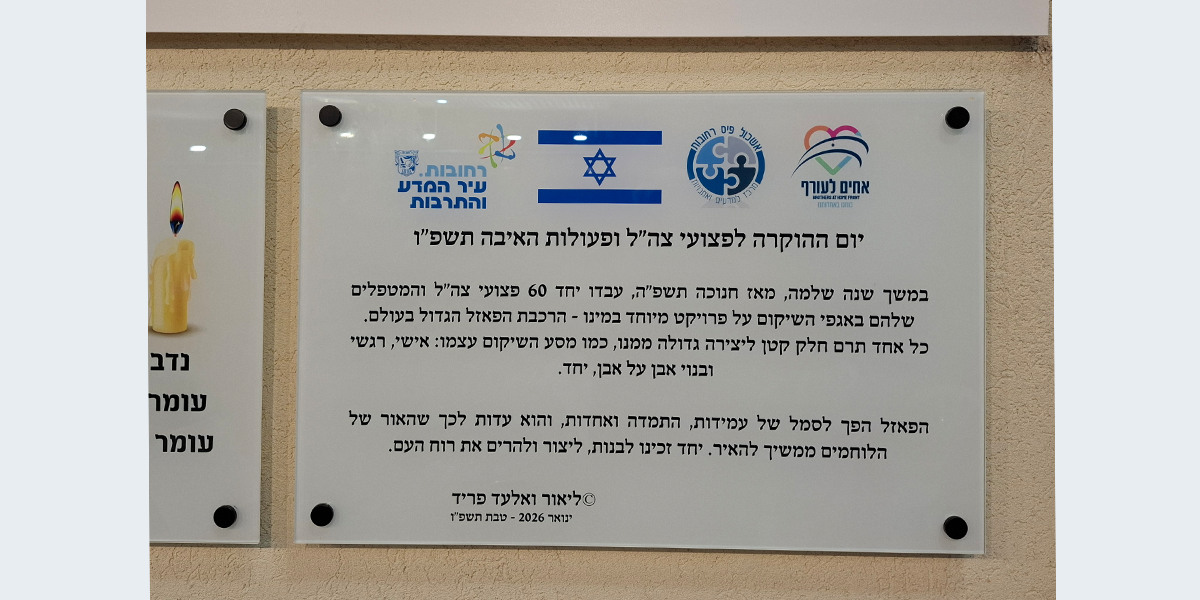 רחובות.
עיר המדע
והתרבות
אשכול פיס רחובות
אחים לעורף
BROTHERS AT HOME FRONT
יום ההוקרה לפצועי צה"ל ופעולות האיבה תשפ"ו
במשך שנה שלמה, מאז חנוכה תשפ"ה, עבדו יחד 60 פצועי צה"ל והמטפלים
שלהם באגפי השיקום על פרויקט מיוחד במינו - הרכבת הפאזל הגדול בעולם.
כל אחד תרם חלק קטן ליצירה גדולה ממנו, כמו מסע השיקום עצמו: אישי, רגשי
ובנוי אבן על אבן, יחד.
הפאזל הפך לסמל של עמידות, התמדה ואחדות, והוא עדות לכך שהאור של
הלוחמים ממשיך להאיר. יחד זכינו לבנות, ליצור ולהרים את רוח העם.
©ליאור ואלעד פריד
ינואר 2026 - טבת תשפ"ו
נדב
עומר
עומר